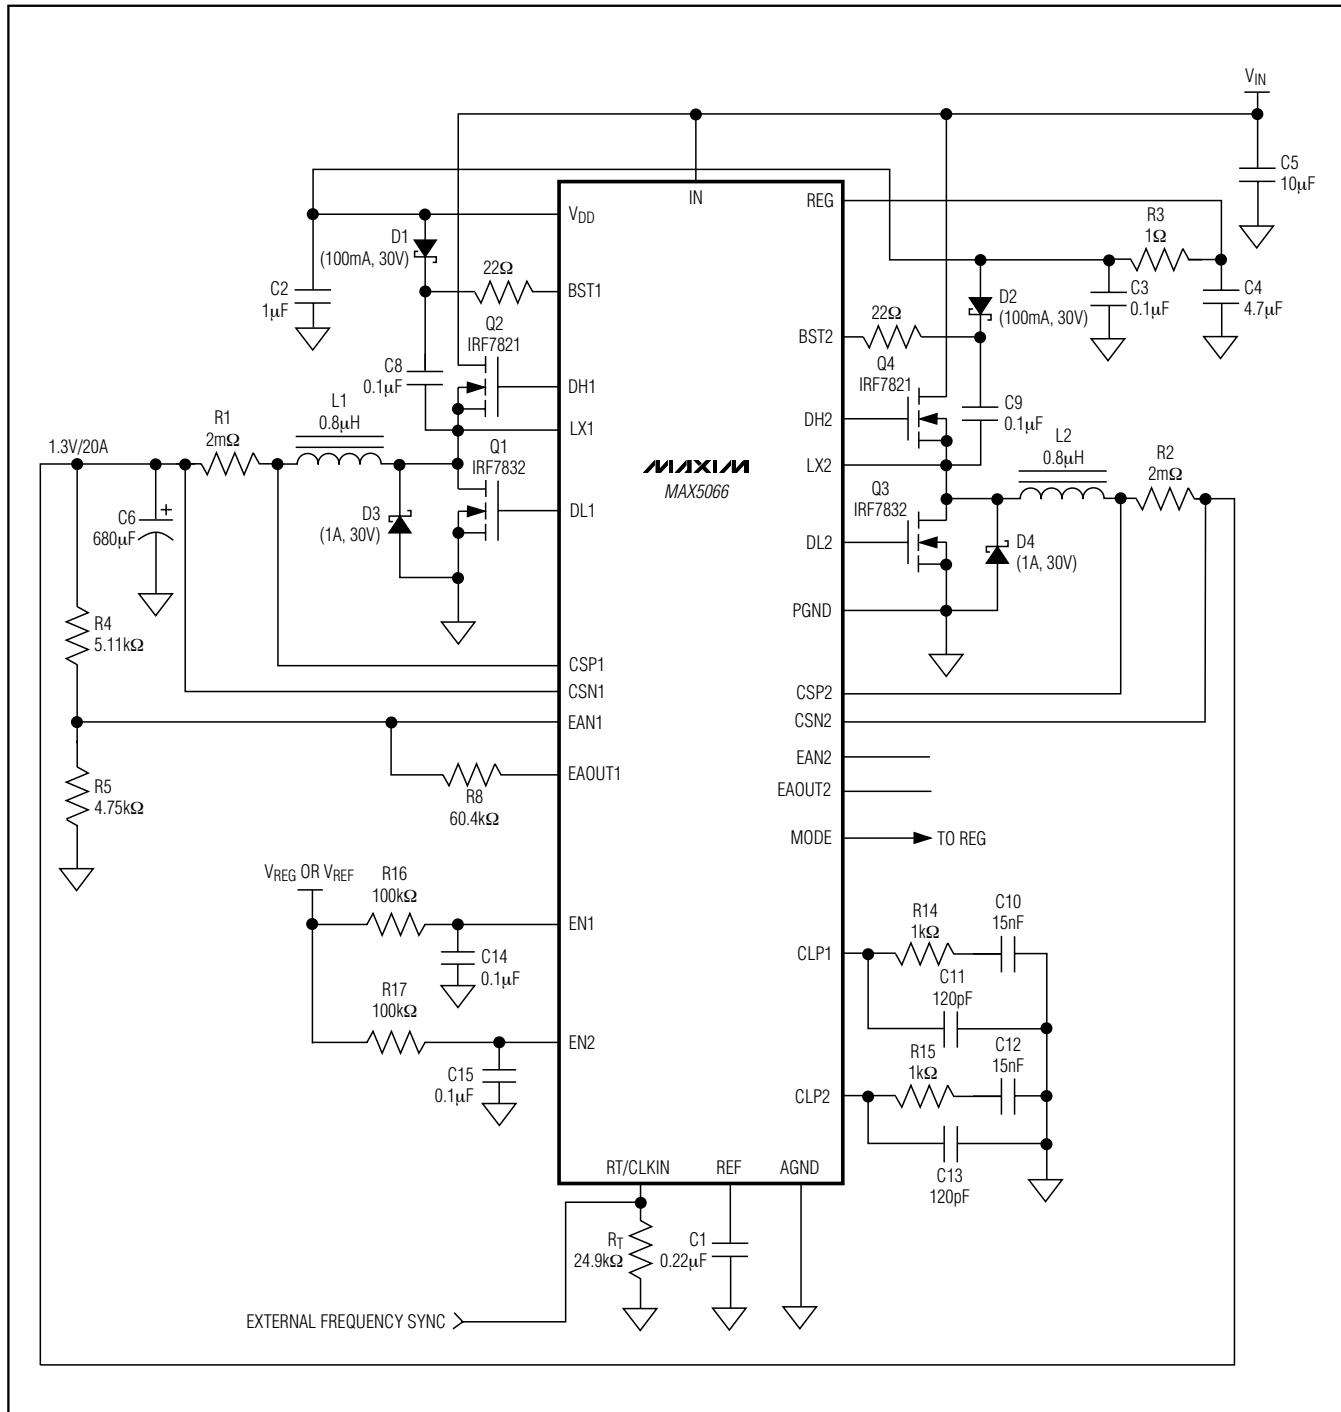 VIN
C5
10µF
IN
REG
VDD
D1
(100mA, 30V)
R3
1Ω
22Ω
C2
1µF
BST1
C3
0.1µF
C4
4.7µF
D2
(100mA, 30V)
22Ω
BST2
Q2
IRF7821
C8
0.1µF
DH1
Q4
IRF7821
DH2
C9
0.1µF
LX1
L1
0.8µH
R1
2mΩ
1.3V/20A
Q1
IRF7832
LX2
L2
0.8µH
R2
2mΩ
MAXIM
MAX5066
Q3
IRF7832
C6
+
680µF
D3
(1A, 30V)
DL1
DL2
D4
(1A, 30V)
PGND
R4
5.11kΩ
CSP1
CSN1
CSP2
CSN2
EAN1
EAN2
EAOUT1
EAOUT2
R5
4.75kΩ
R8
60.4kΩ
MODE
TO REG
VREG OR VREF
R16
100kΩ
EN1
C14
0.1µF
R17
100kΩ
EN2
C15
0.1µF
R14
1kΩ
C10
15nF
CLP1
C11
120pF
R15
1kΩ
C12
15nF
CLP2
C13
120pF
RT/CLKIN
REF
AGND
RT
24.9kΩ
C1
0.22µF
EXTERNAL FREQUENCY SYNC